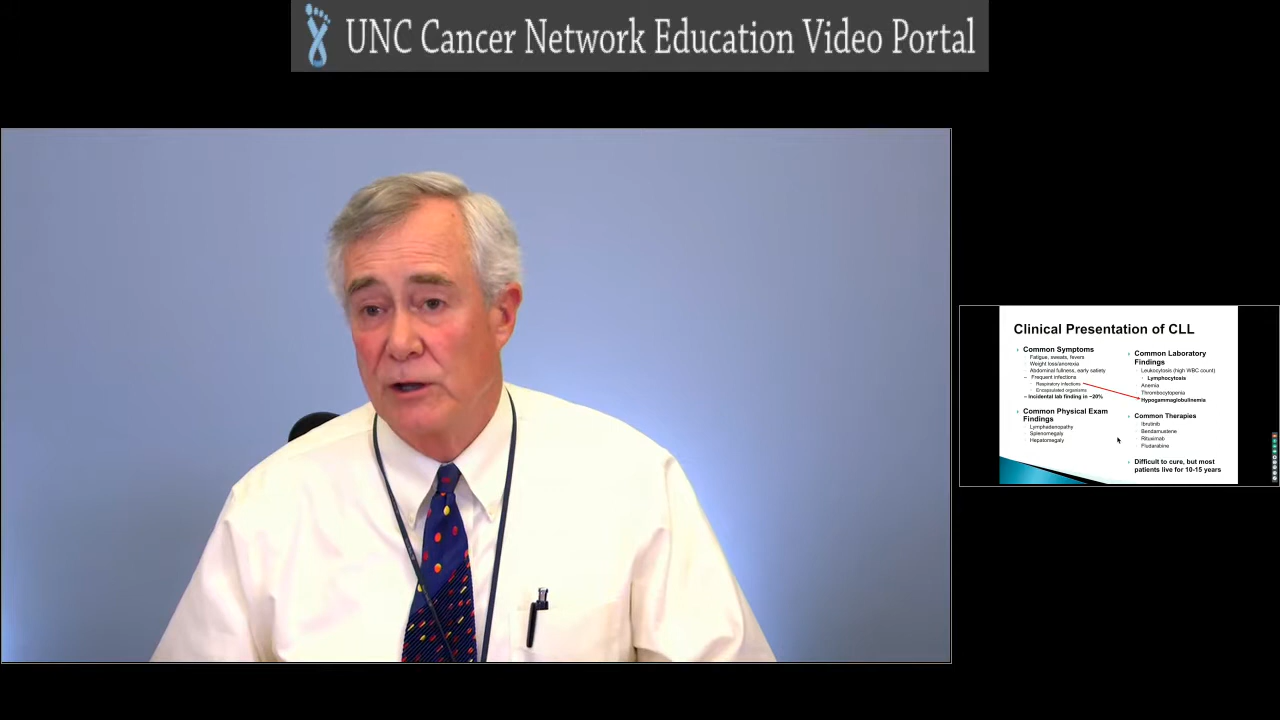 UNC Cancer Network Education Video Portal
Clinical Presentation of CLL
Common Symptoms
Fatigue, sweats, fevers
Weight loss/anorexia
Abdominal fullness, early satiety
– Frequent infections
Respiratory infections
Encapsulated organisms
– Incidental lab finding in ~20%
Common Physical Exam
Findings
Lymphadenopathy
Splenomegaly
Hepatomegaly
Common Laboratory
Findings
Leukocytosis (high WBC count)
Lymphocytosis
Anemia
Thrombocytopenia
Hypogammaglobulinemia
Common Therapies
Ibrutinib
Bendamustene
Rituximab
Fludarabine
Difficult to cure, but most
patients live for 10-15 years